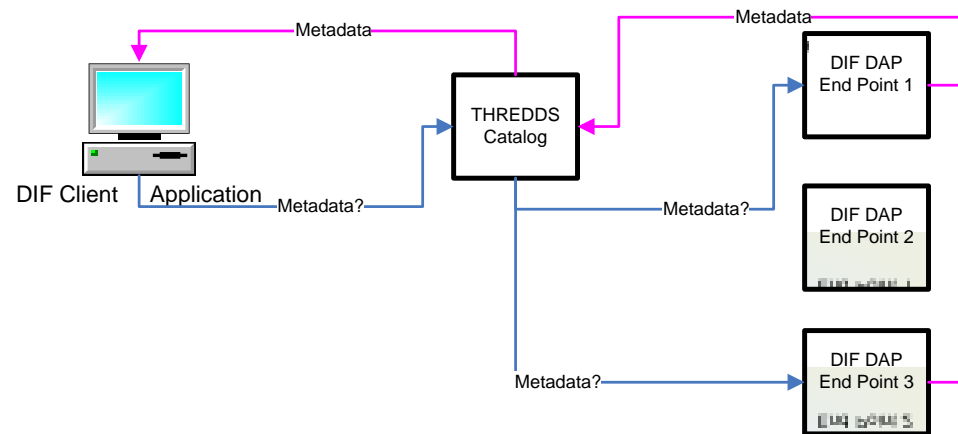 Metadata
Metadata
DIF DAP
End Point 1
THREDDS
Catalog
DIF Client Application
Metadata?
Metadata?
DIF DAP
End Point 2
DIF DAP
End Point 3
Metadata?